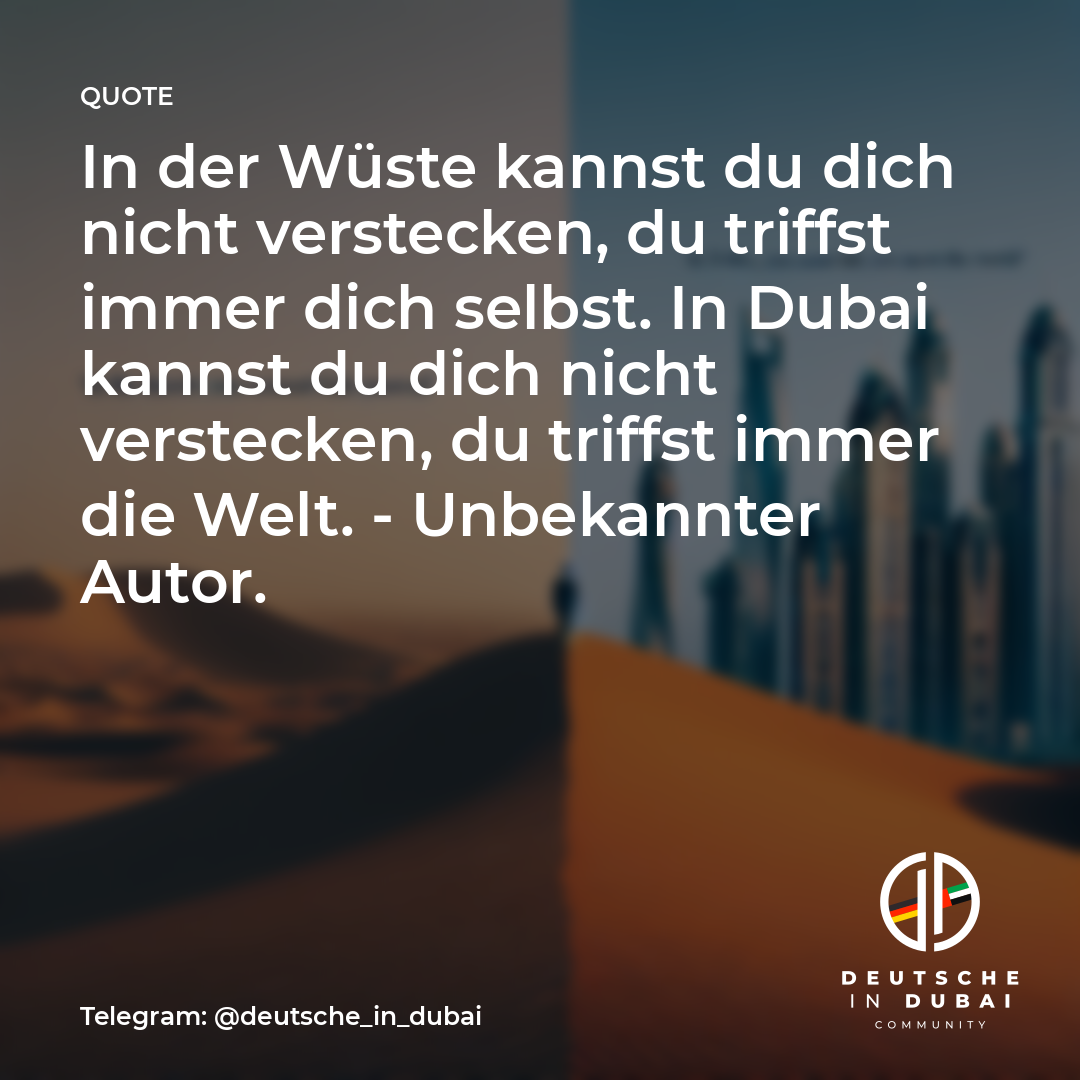 QUOTE
In der Wüste kannst du dich
nicht verstecken, du triffst
immer dich selbst. In Dubai
kannst du dich nicht
verstecken, du triffst immer
die Welt. - Unbekannter
Autor.
Telegram: @deutsche_in_dubai
DEUTSCHE
IN DUBAI
COMMUNITY